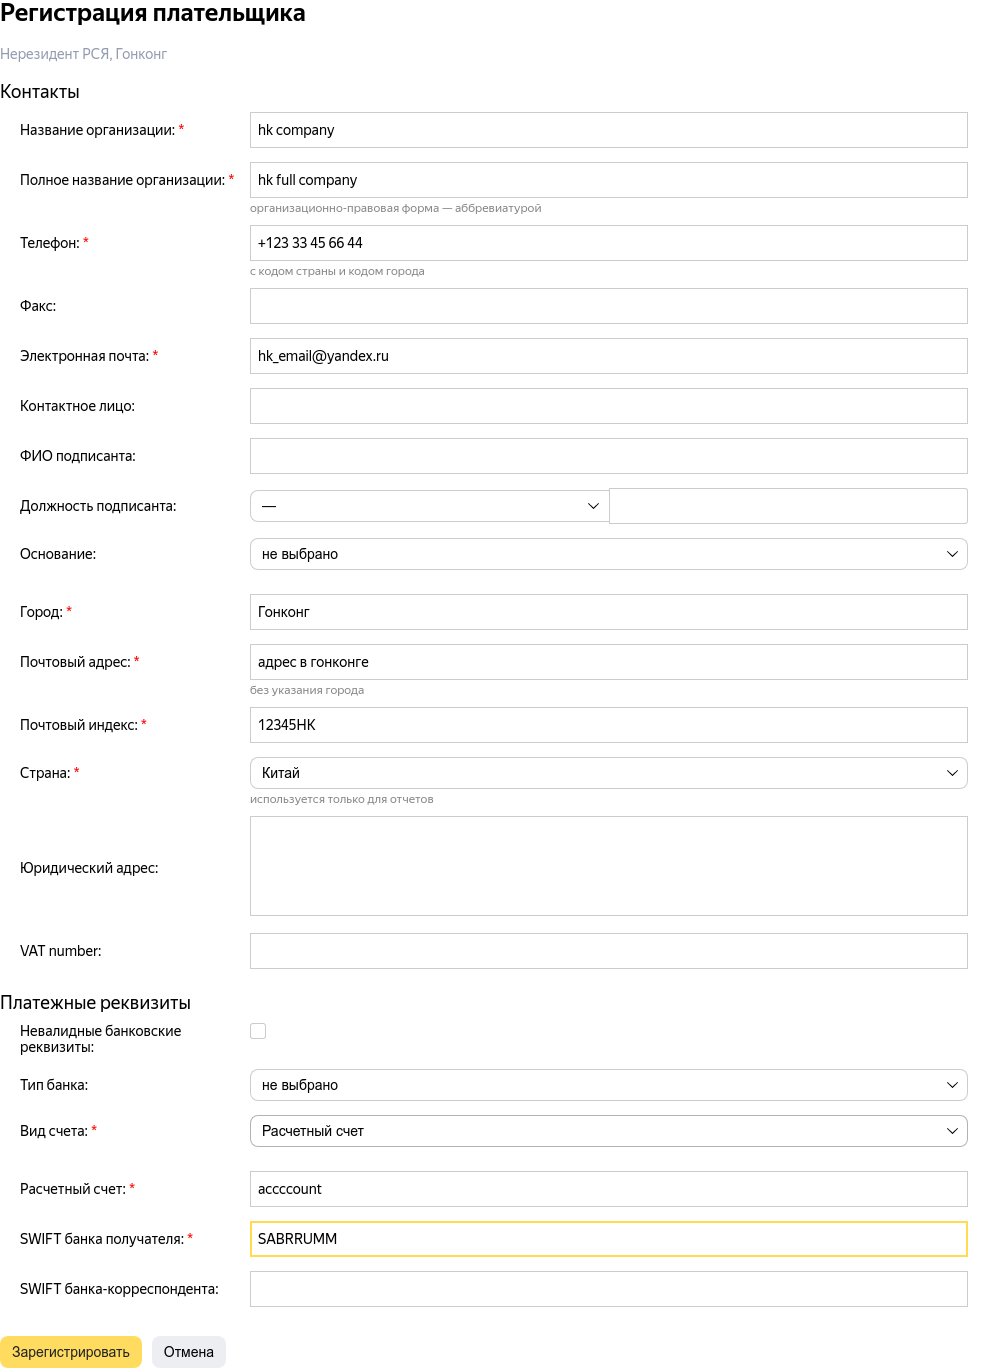 Регистрация плательщика
Нерезидент РСЯ, Гонконг
Контакты
Название организации: * hk company
Полное название организации: * hk full company
организационно-правовая форма — аббревиатурой
Телефон: * +123 33 45 66 44
с кодом страны и кодом города
Факс:
Электронная почта: * hk_email@yandex.ru
Контактное лицо:
ФИО подписанта:
Должность подписанта: —
Основание: не выбрано
Город: * Гонконг
Почтовый адрес: * адрес в гонконге
без указания города
Почтовый индекс: * 12345HK
Страна: * Китай
используется только для отчетов
Юридический адрес:
VAT number:
Платежные реквизиты
Невалидные банковские
реквизиты:
Тип банка: не выбрано
Вид счета: * Расчетный счет
Расчетный счет: * accccount
SWIFT банка получателя: * SABRRUMM
SWIFT банка-корреспондента:
Зарегистрировать Отмена